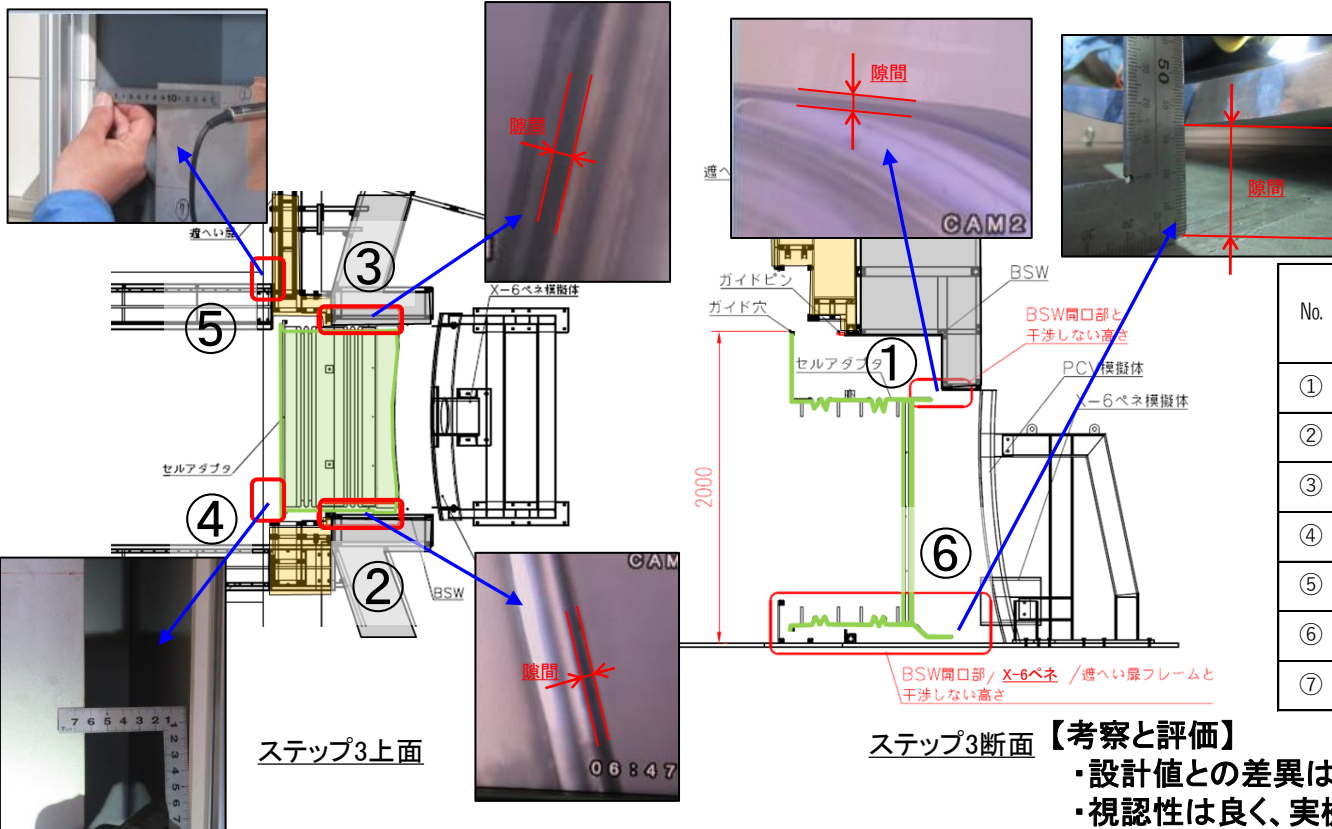 隙間
隙間
隙間
隙間
CAM2
50
遮へ
遮へい扉
③
⑤
④
②
X-6ペネ模擬体
セルアダプタ
BSW
ステップ3上面
CAM
06:47
7 6 5 4 3 2 1
ガイドピン
ガイド穴
BSW
BSW開口部と
干渉しない高さ
①
セルアダプタ
PCV模擬体
X-6ペネ模擬体
2000
⑥
BSW開口部/ X-6ペネ /遮へい扉フレームと
干渉しない高さ
ステップ3断面
No.
①
②
③
④
⑤
⑥
⑦
【考察と評価】
・設計値との差異は
・視認性は良く、実